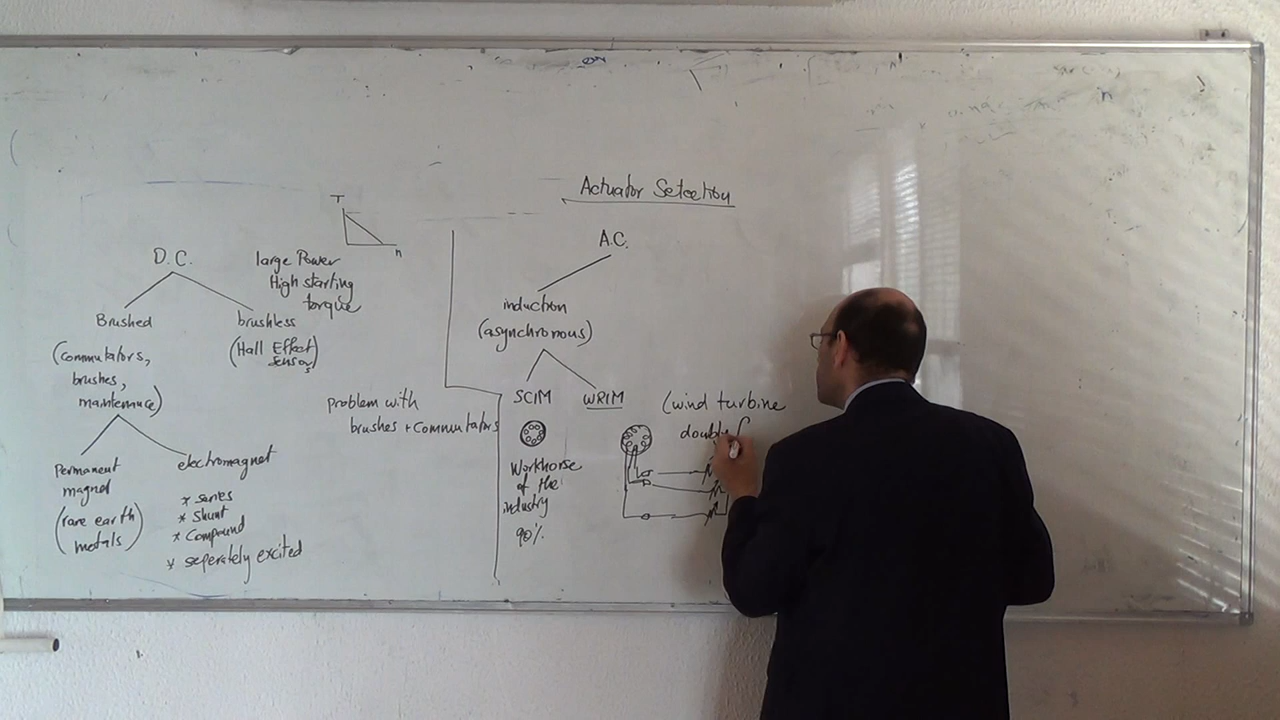 Actuator Selection
T
n
D.C.
large Power
High starting
torque
Brushed
brushless
(commutators,
brushes,
maintenance)
(Hall Effect
Sensors)
Permanent
magnet
(rare earth
metals)
electromagnet
* series
* Shunt
* Compound
* seperately excited
problem with
brushes + Commutators
A.C.
induction
(asynchronous)
SCIM
WRIM
Workhorse
of the
industry
90%
(wind turbine
doubly f